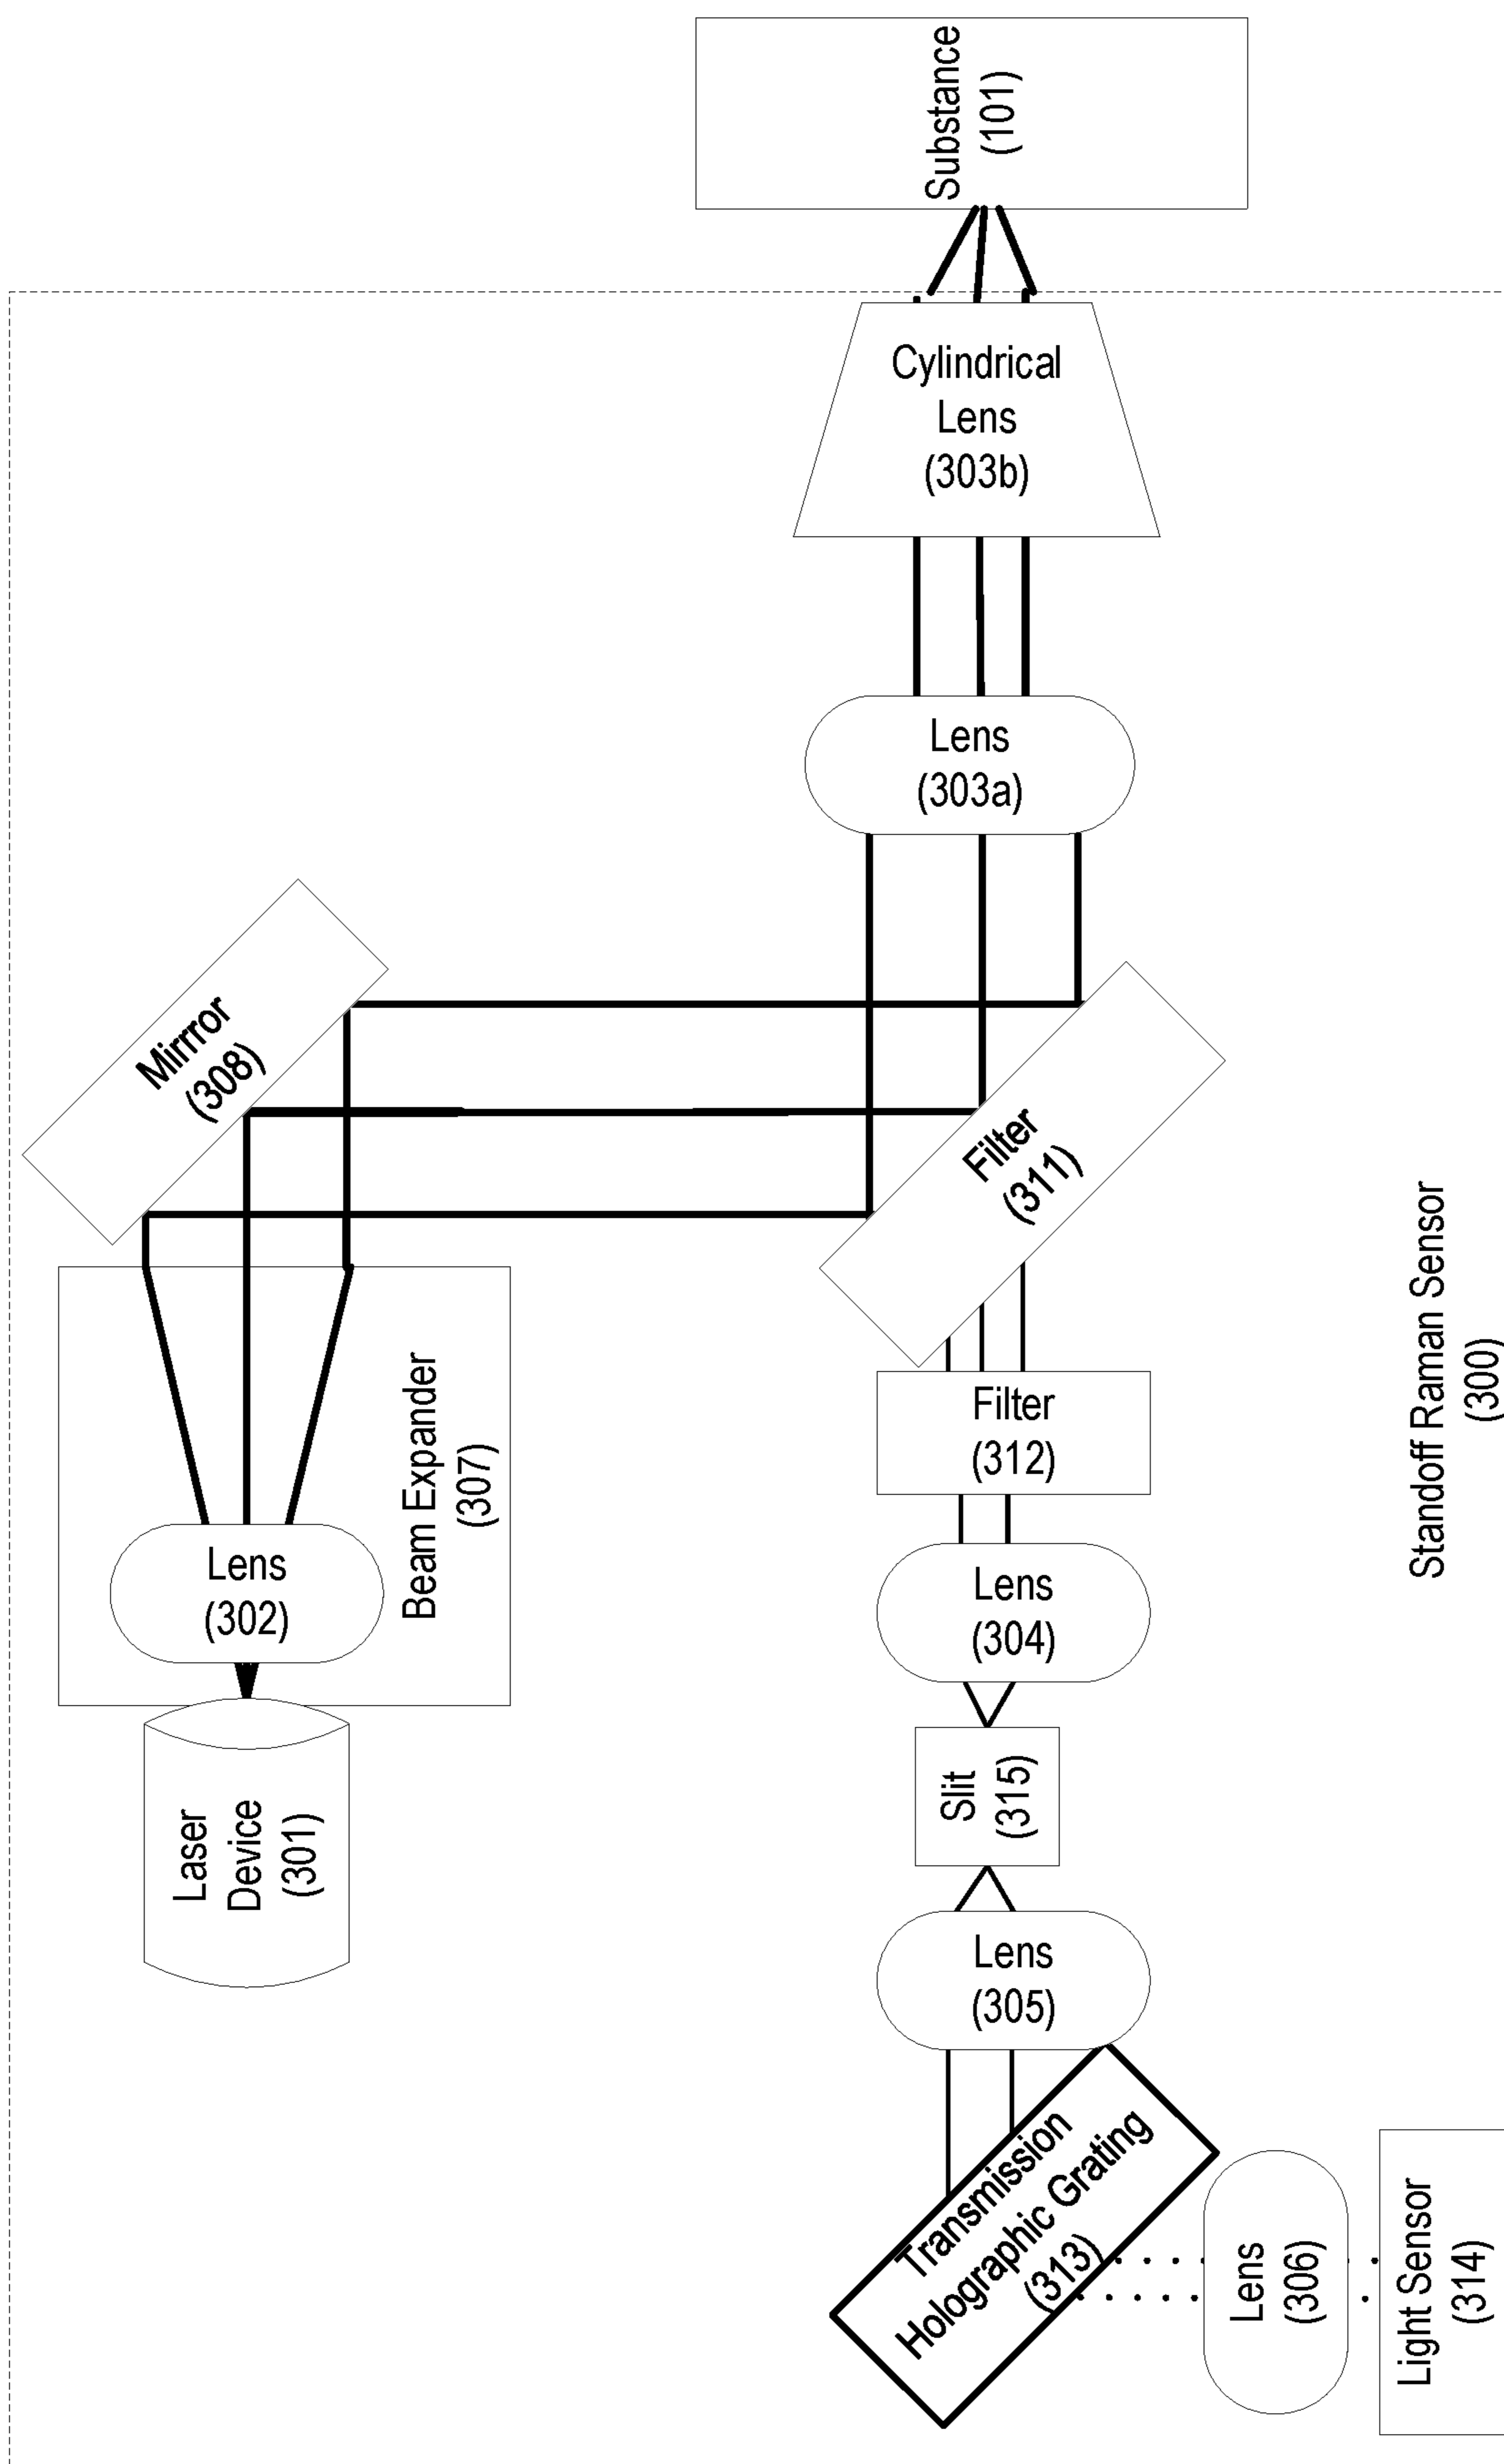 Substance
(101)
Cylindrical
Lens
(303b)
Lens
(303a)
Mirrror
(308)
Filter
(311)
Beam Expander
(307)
Lens
(302)
Filter
(312)
Lens
(304)
Laser
Device
(301)
Slit
(315)
Lens
(305)
Transmission
Holographic Grating
(313)
Lens
(306)
Light Sensor
(314)
Standoff Raman Sensor
(300)